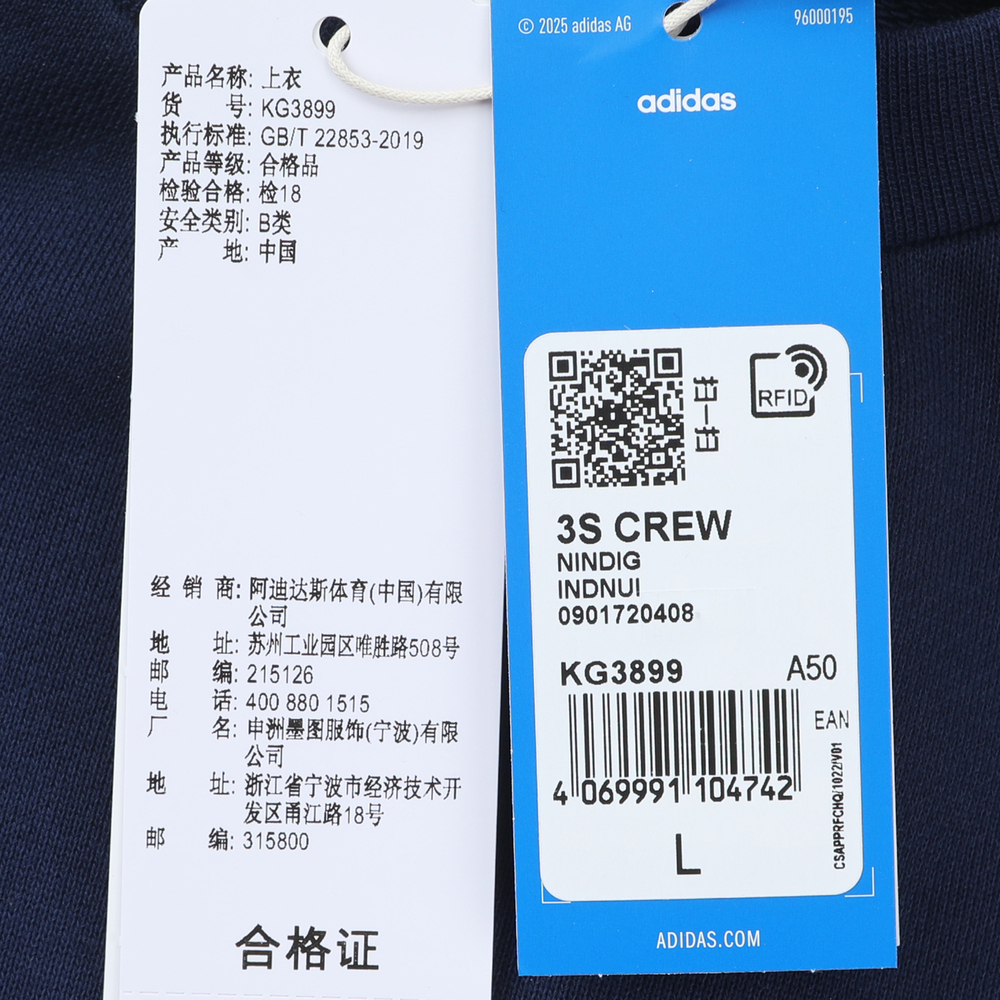 产品名称: 上衣
货 号: KG3899
执行标准: GB/T 22853-2019
产品等级: 合格品
检验合格: 检18
安全类别: B类
产 地: 中国
经 销 商: 阿迪达斯体育(中国)有限
公司
地 址: 苏州工业园区唯胜路508号
邮 编: 215126
电 话: 400 880 1515
厂 名: 申洲墨图服饰(宁波)有限
公司
地 址: 浙江省宁波市经济技术开
发区甬江路18号
邮 编: 315800
合格证
© 2025 adidas AG
96000195
adidas
扫一扫
RFID
3S CREW
NINDIG
INDNUI
0901720408
KG3899 A50
EAN
4 069991 104742
CSAPPRFCHQ/1022/V01
L
ADIDAS.COM